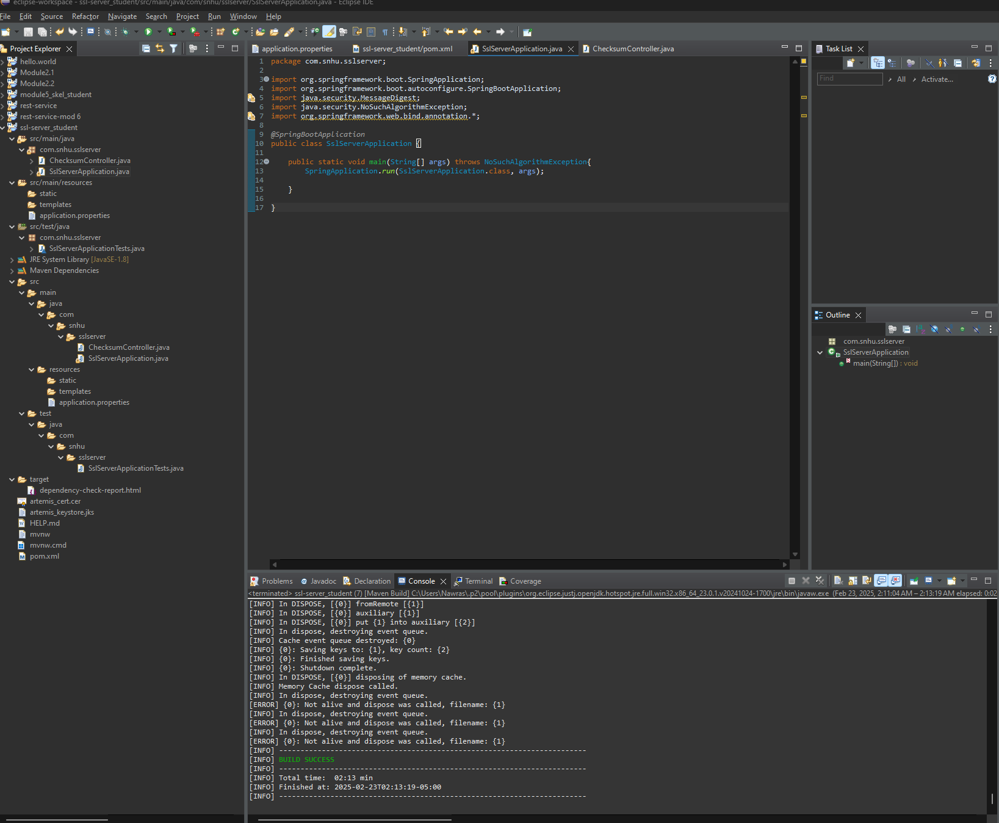 eclipse-workspace - ssl-server_student/src/main/java/com/snhu/sslserver/SslServerApplication.java - Eclipse IDE
File Edit Source Refactor Navigate Search Project Run Window Help
Project Explorer
hello.world
Module2.1
Module2.2
module5_skel_student
rest-service
rest-service-mod 6
ssl-server_student
src/main/java
com.snhu.sslserver
ChecksumController.java
SslServerApplication.java
src/main/resources
static
templates
application.properties
src/test/java
com.snhu.sslserver
SslServerApplicationTests.java
JRE System Library [JavaSE-1.8]
Maven Dependencies
src
main
java
com
snhu
sslserver
ChecksumController.java
SslServerApplication.java
resources
static
templates
application.properties
test
java
com
snhu
sslserver
SslServerApplicationTests.java
target
dependency-check-report.html
artemis_cert.cer
artemis_keystore.jks
HELP.md
mvnw
mvnw.cmd
pom.xml
application.properties ssl-server_student/pom.xml SslServerApplication.java ChecksumController.java
1 package com.snhu.sslserver;
2
3 import org.springframework.boot.SpringApplication;
4 import org.springframework.boot.autoconfigure.SpringBootApplication;
5 import java.security.MessageDigest;
6 import java.security.NoSuchAlgorithmException;
7 import org.springframework.web.bind.annotation.*;
8
9 @SpringBootApplication
10 public class SslServerApplication {
11
12 public static void main(String[] args) throws NoSuchAlgorithmException{
13 SpringApplication.run(SslServerApplication.class, args);
14
15 }
16
17 }
Task List
Find All Activate...
Outline
com.snhu.sslserver
SslServerApplication
main(String[]) : void
Problems Javadoc Declaration Console Terminal Coverage
<terminated> ssl-server_student (7) [Maven Build] C:\Users\Nawras\.p2\pool\plugins\org.eclipse.justj.openjdk.hotspot.jre.full.win32.x86_64_23.0.1.v20241024-1700\jre\bin\javaw.exe (Feb 23, 2025, 2:11:04 AM – 2:13:19 AM elapsed: 0:02
[INFO] In DISPOSE, [{0}] fromRemote [{1}]
[INFO] In DISPOSE, [{0}] auxiliary [{1}]
[INFO] In DISPOSE, [{0}] put {1} into auxiliary [{2}]
[INFO] In dispose, destroying event queue.
[INFO] Cache event queue destroyed: {0}
[INFO] {0}: Saving keys to: {1}, key count: {2}
[INFO] {0}: Finished saving keys.
[INFO] {0}: Shutdown complete.
[INFO] In DISPOSE, [{0}] disposing of memory cache.
[INFO] Memory Cache dispose called.
[INFO] In dispose, destroying event queue.
[ERROR] {0}: Not alive and dispose was called, filename: {1}
[INFO] In dispose, destroying event queue.
[ERROR] {0}: Not alive and dispose was called, filename: {1}
[INFO] In dispose, destroying event queue.
[ERROR] {0}: Not alive and dispose was called, filename: {1}
[INFO] ------------------------------------------------------------------------
[INFO] BUILD SUCCESS
[INFO] ------------------------------------------------------------------------
[INFO] Total time:  02:13 min
[INFO] Finished at: 2025-02-23T02:13:19-05:00
[INFO] ------------------------------------------------------------------------